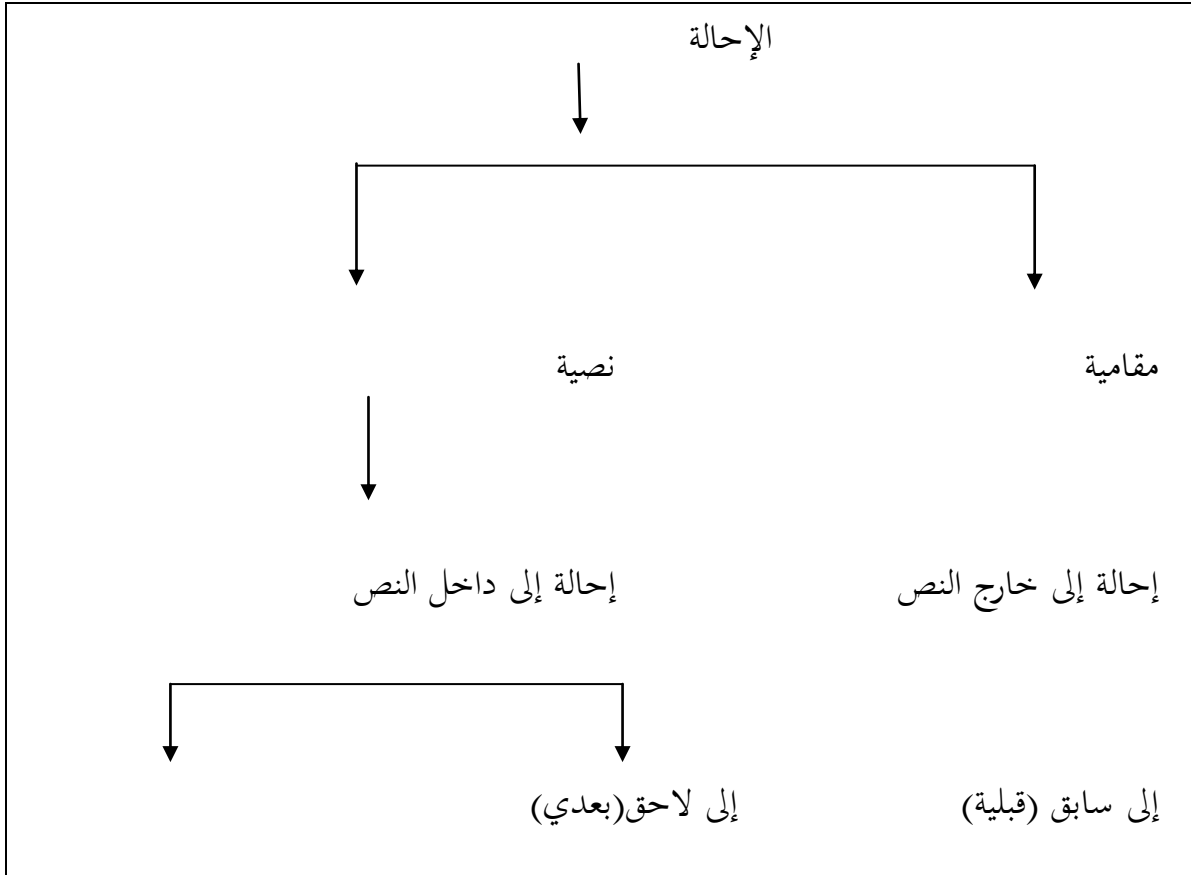 الإحالة
مقامية نصية
إحالة إلى خارج النص إحالة إلى داخل النص
إلى سابق (قبلية) إلى لاحق(بعدي)